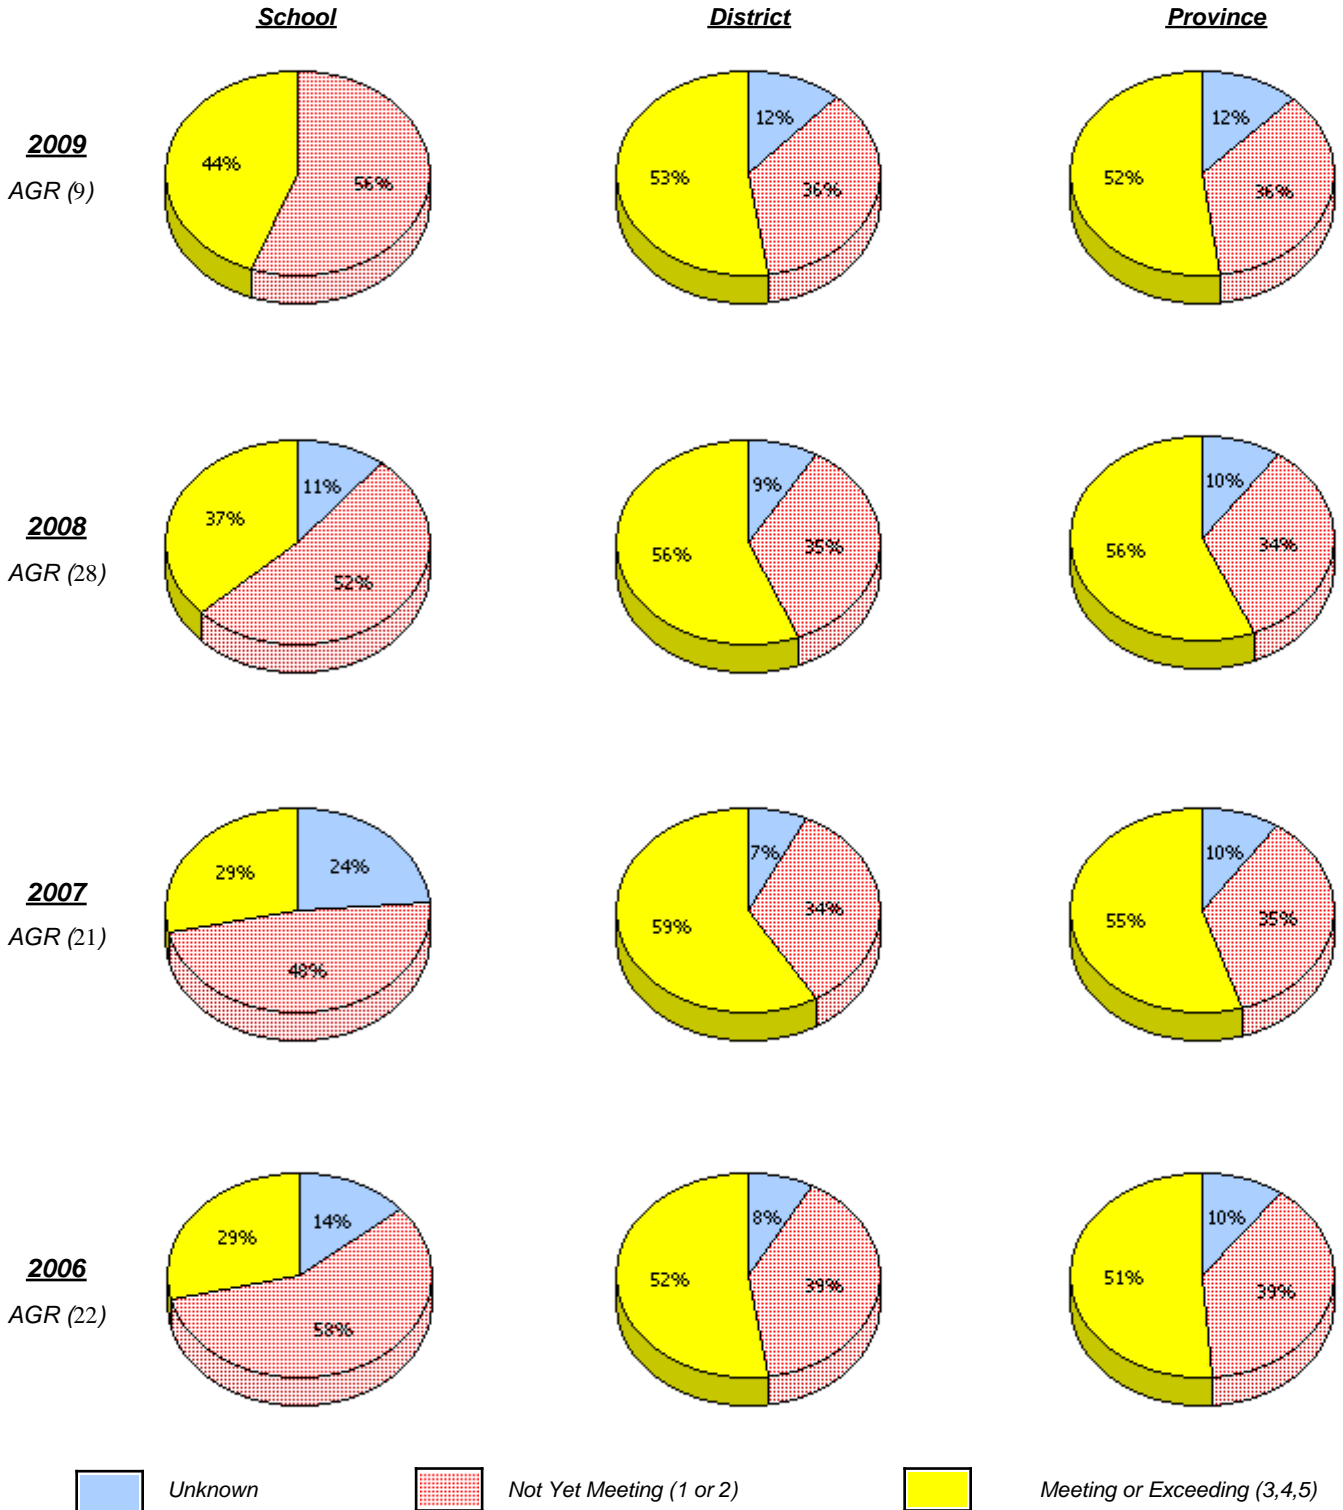 School District Province
2009
AGR (9)
44% 56%
12% 53% 36%
12% 52% 36%
2008
AGR (28)
11% 37% 52%
9% 56% 35%
10% 56% 34%
2007
AGR (21)
29% 24% 48%
7% 59% 34%
10% 55% 35%
2006
AGR (22)
14% 29% 58%
8% 52% 39%
10% 51% 39%
Unknown Not Yet Meeting (1 or 2) Meeting or Exceeding (3,4,5)